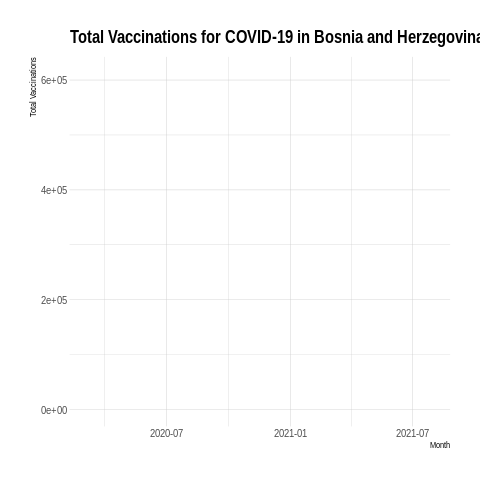 Total Vaccinations for COVID-19 in Bosnia and Herzegovina
Total Vaccinations
6e+05
4e+05
2e+05
0e+00
2020-07
2021-01
2021-07
Month